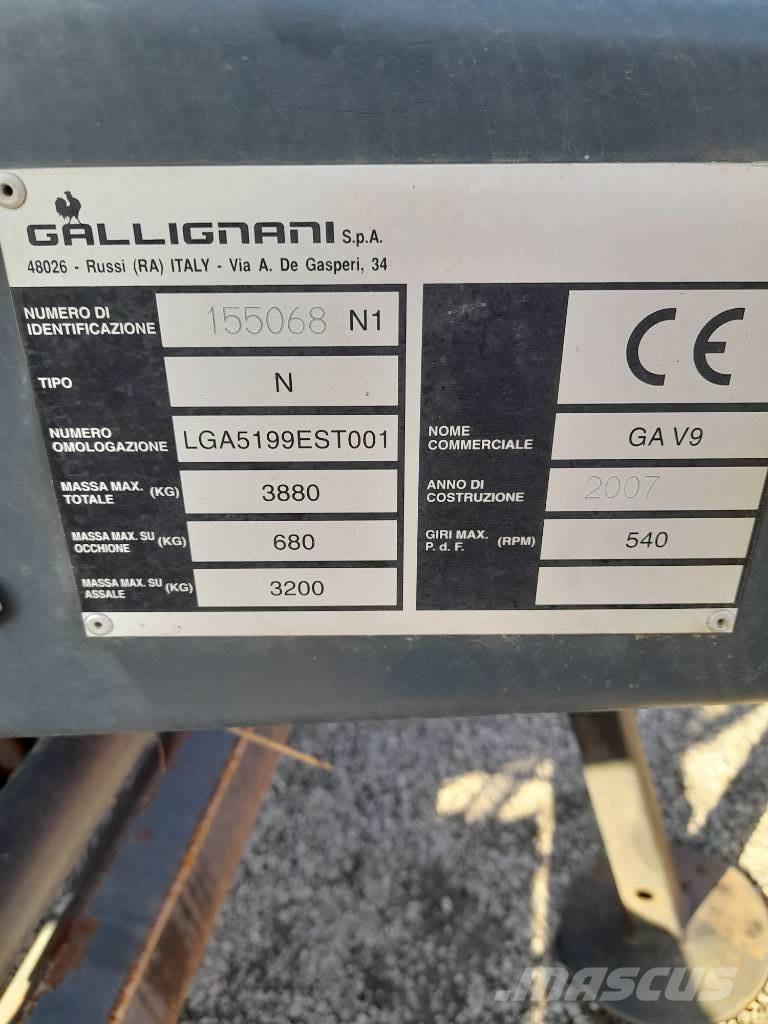 GALLIGNANI S.p.A.
48026 - Russi (RA) ITALY - Via A. De Gasperi, 34
NUMERO DI
IDENTIFICAZIONE
155068 N1
TIPO
N
NUMERO
OMOLOGAZIONE
LGA5199EST001
MASSA MAX.
TOTALE (KG)
3880
MASSA MAX. SU
OCCHIONE (KG)
680
MASSA MAX. SU
ASSALE (KG)
3200
CE
NOME
COMMERCIALE
GA V9
ANNO DI
COSTRUZIONE
2007
GIRI MAX.
P. d. F. (RPM)
540
MASCUS